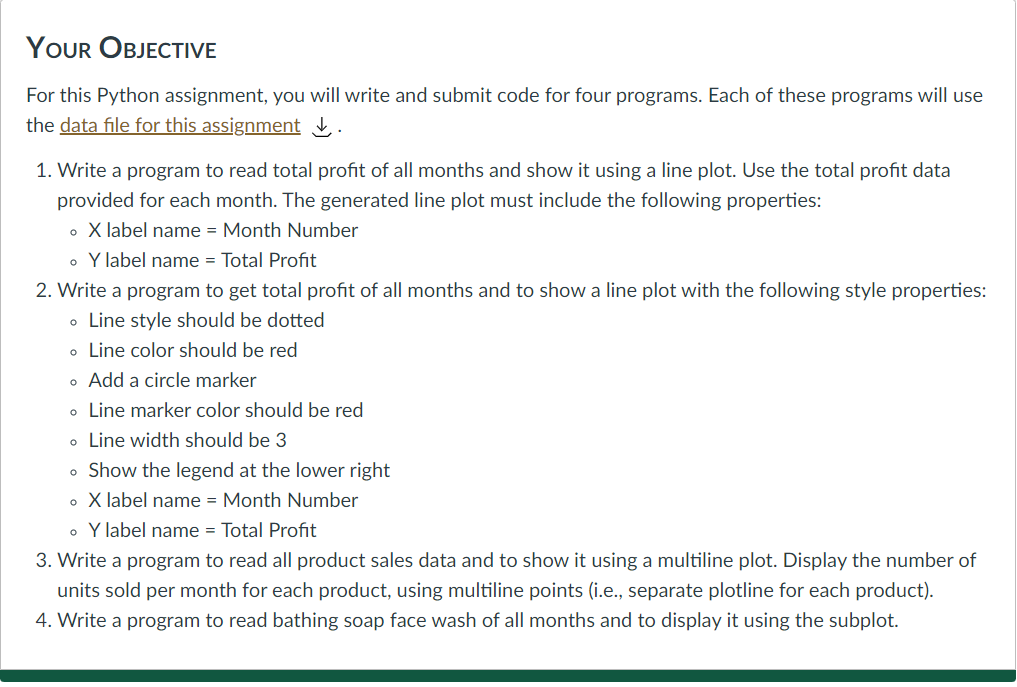 Your Objective
For this Python assignment, you will write and submit code for four programs. Each of these programs will use
the data file for this assignment .
1. Write a program to read total profit of all months and show it using a line plot. Use the total profit data
provided for each month. The generated line plot must include the following properties:
◦ X label name = Month Number
◦ Y label name = Total Profit
2. Write a program to get total profit of all months and to show a line plot with the following style properties:
◦ Line style should be dotted
◦ Line color should be red
◦ Add a circle marker
◦ Line marker color should be red
◦ Line width should be 3
◦ Show the legend at the lower right
◦ X label name = Month Number
◦ Y label name = Total Profit
3. Write a program to read all product sales data and to show it using a multiline plot. Display the number of
units sold per month for each product, using multiline points (i.e., separate plotline for each product).
4. Write a program to read bathing soap face wash of all months and to display it using the subplot.